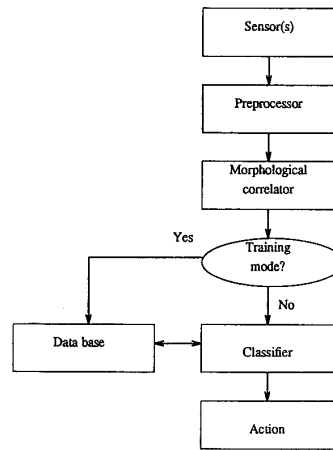 Sensor(s)
Preprocessor
Morphological
correlator
Training
mode?
Yes
No
Data base
Classifier
Action